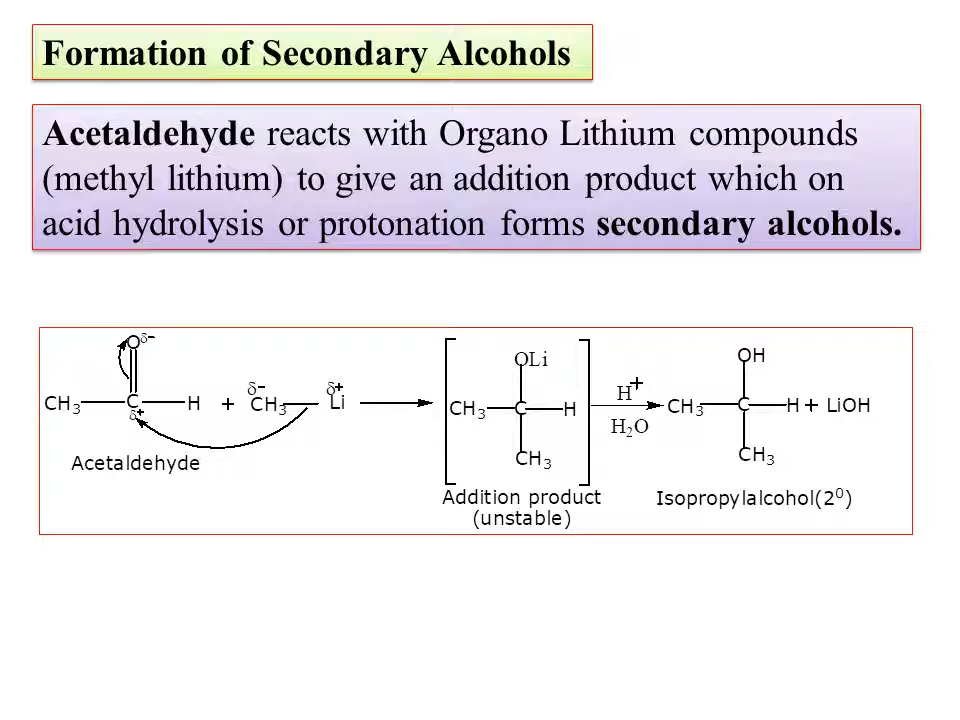 Formation of Secondary Alcohols
Acetaldehyde reacts with Organo Lithium compounds
(methyl lithium) to give an addition product which on
acid hydrolysis or protonation forms secondary alcohols.
O δ−
CH3 C H + CH3 Li
δ+ δ− δ+
Acetaldehyde
OLi
CH3 C H
CH3
Addition product
(unstable)
H+
H2O
OH
CH3 C H + LiOH
CH3
Isopropylalcohol(2⁰)